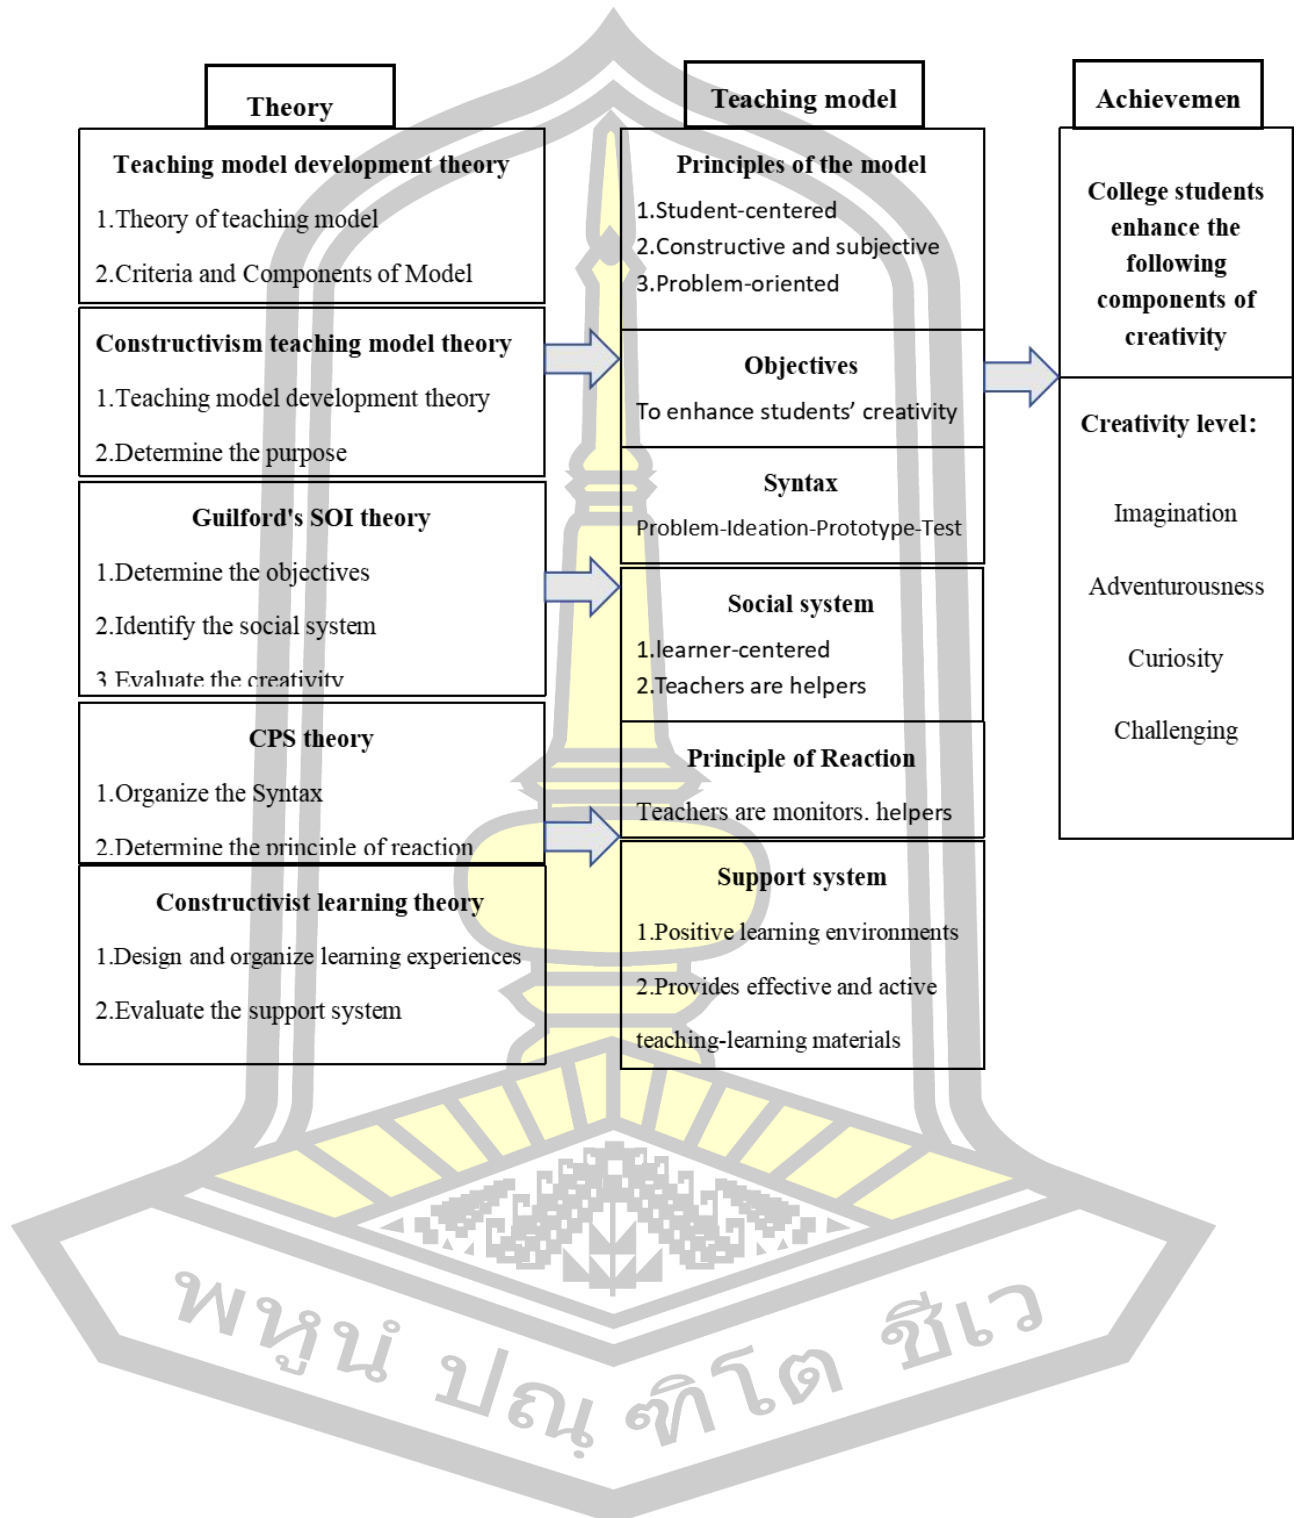 Theory
Teaching model development theory
1.Theory of teaching model
2.Criteria and Components of Model
Constructivism teaching model theory
1.Teaching model development theory
2.Determine the purpose
Guilford's SOI theory
1.Determine the objectives
2.Identify the social system
3.Evaluate the creativity
CPS theory
1.Organize the Syntax
2.Determine the principle of reaction
Constructivist learning theory
1.Design and organize learning experiences
2.Evaluate the support system
Teaching model
Principles of the model
1.Student-centered
2.Constructive and subjective
3.Problem-oriented
Objectives
To enhance students’ creativity
Syntax
Problem-Ideation-Prototype-Test
Social system
1.learner-centered
2.Teachers are helpers
Principle of Reaction
Teachers are monitors. helpers
Support system
1.Positive learning environments
2.Provides effective and active
teaching-learning materials
Achievemen
College students
enhance the
following
components of
creativity
Creativity level:
Imagination
Adventurousness
Curiosity
Challenging
พหูนํ ปณฺฑิโต ชีเว